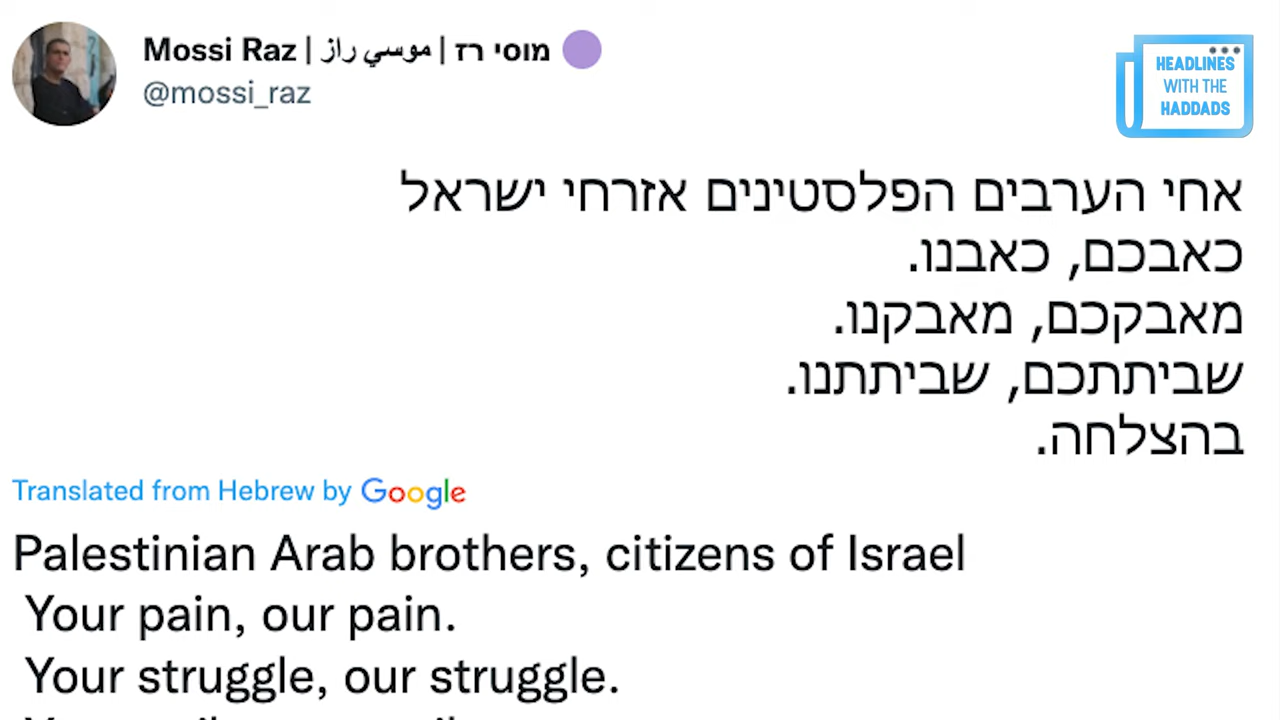 Mossi Raz | موسي راز | מוסי רז
@mossi_raz
HEADLINES
WITH THE
HADDADS
אחי הערבים הפלסטינים אזרחי ישראל
כאבכם, כאבנו.
מאבקכם, מאבקנו.
שביתתכם, שביתתנו.
בהצלחה.
Translated from Hebrew by Google
Palestinian Arab brothers, citizens of Israel
Your pain, our pain.
Your struggle, our struggle.